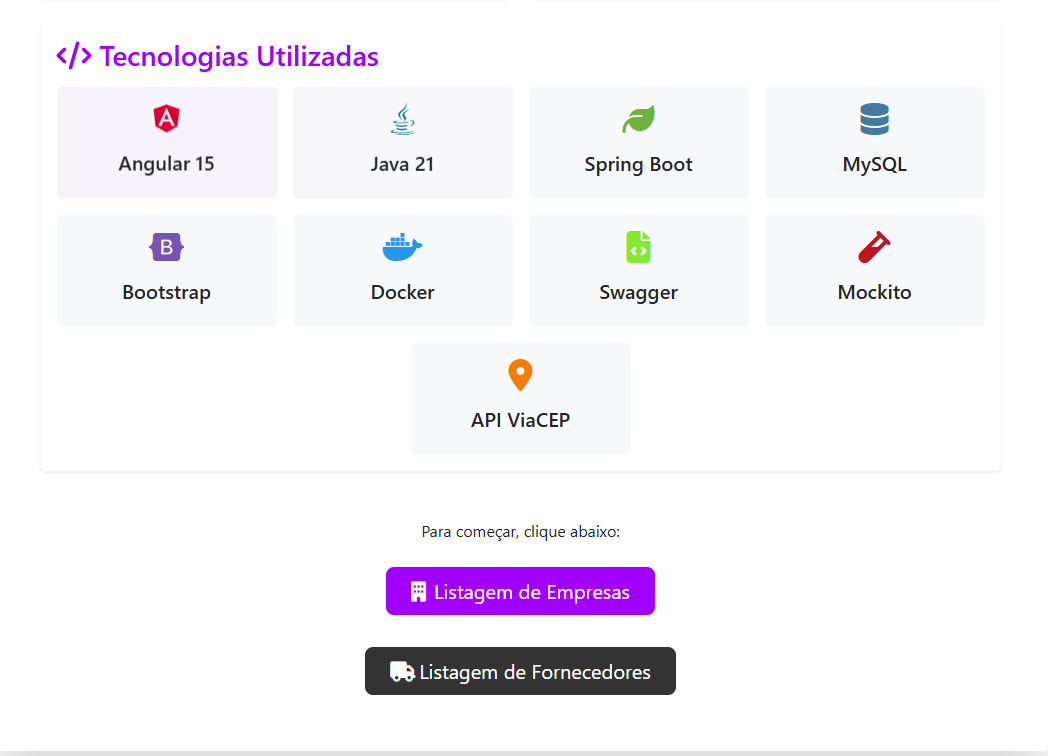 </> Tecnologias Utilizadas
Angular 15
Java 21
Spring Boot
MySQL
Bootstrap
Docker
Swagger
Mockito
API ViaCEP
Para começar, clique abaixo:
Listagem de Empresas
Listagem de Fornecedores